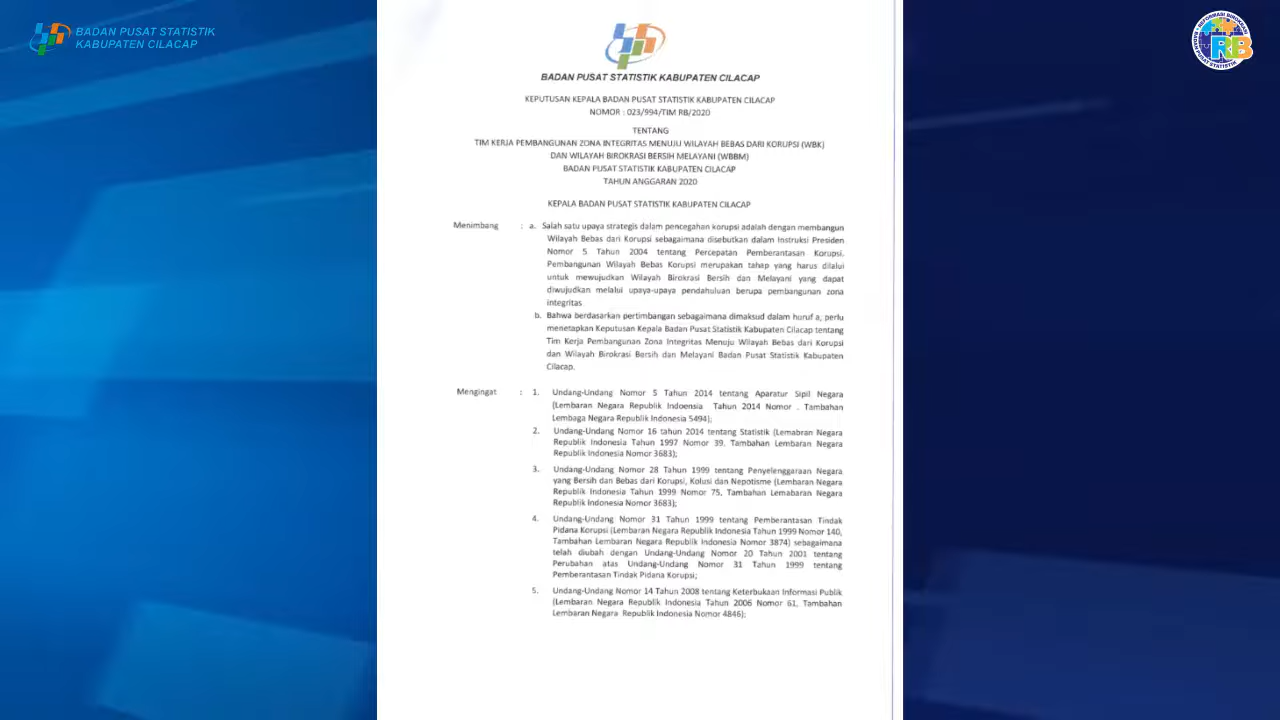 BADAN PUSAT STATISTIK
KABUPATEN CILACAP
RB
BADAN PUSAT STATISTIK KABUPATEN CILACAP
KEPUTUSAN KEPALA BADAN PUSAT STATISTIK KABUPATEN CILACAP
NOMOR : 023/994/TIM RB/2020
TENTANG
TIM KERJA PEMBANGUNAN ZONA INTEGRITAS MENUJU WILAYAH BEBAS DARI KORUPSI (WBK)
DAN WILAYAH BIROKRASI BERSIH MELAYANI (WBBM)
BADAN PUSAT STATISTIK KABUPATEN CILACAP
TAHUN ANGGARAN 2020
KEPALA BADAN PUSAT STATISTIK KABUPATEN CILACAP
Menimbang : a. Salah satu upaya strategis dalam pencegahan korupsi adalah dengan membangun
Wilayah Bebas dari Korupsi sebagaimana disebutkan dalam Instruksi Presiden
Nomor 5 Tahun 2004 tentang Percepatan Pemberantasan Korupsi.
Pembangunan Wilayah Bebas Korupsi merupakan tahap yang harus dilalui
untuk mewujudkan Wilayah Birokrasi Bersih dan Melayani yang dapat
diwujudkan melalui upaya-upaya pendahuluan berupa pembangunan zona
integritas
b. Bahwa berdasarkan pertimbangan sebagaimana dimaksud dalam huruf a, perlu
menetapkan Keputusan Kepala Badan Pusat Statistik Kabupaten Cilacap tentang
Tim Kerja Pembangunan Zona Integritas Menuju Wilayah Bebas dari Korupsi
dan Wilayah Birokrasi Bersih dan Melayani Badan Pusat Statistik Kabupaten
Cilacap.
Mengingat : 1. Undang-Undang Nomor 5 Tahun 2014 tentang Aparatur Sipil Negara
(Lembaran Negara Republik Indoensia Tahun 2014 Nomor . Tambahan
Lembaga Negara Republik Indonesia 5494);
2. Undang-Undang Nomor 16 tahun 2014 tentang Statistik (Lemabran Negara
Republik Indonesia Tahun 1997 Nomor 39, Tambahan Lembaran Negara
Republik Indonesia Nomor 3683);
3. Undang-Undang Nomor 28 Tahun 1999 tentang Penyelenggaraan Negara
yang Bersih dan Bebas dari Korupsi, Kolusi dan Nepotisme (Lembaran Negara
Republik Indonesia Tahun 1999 Nomor 75, Tambahan Lemabaran Negara
Republik Indonesia Nomor 3683);
4. Undang-Undang Nomor 31 Tahun 1999 tentang Pemberantasan Tindak
Pidana Korupsi (Lembaran Negara Republik Indonesia Tahun 1999 Nomor 140,
Tambahan Lembaran Negara Republik Indonesia Nomor 3874) sebagaimana
telah diubah dengan Undang-Undang Nomor 20 Tahun 2001 tentang
Perubahan atas Undang-Undang Nomor 31 Tahun 1999 tentang
Pemberantasan Tindak Pidana Korupsi;
5. Undang-Undang Nomor 14 Tahun 2008 tentang Keterbukaan Informasi Publik
(Lembaran Negara Republik Indonesia Tahun 2006 Nomor 61, Tambahan
Lembaran Negara Republik Indonesia Nomor 4846);